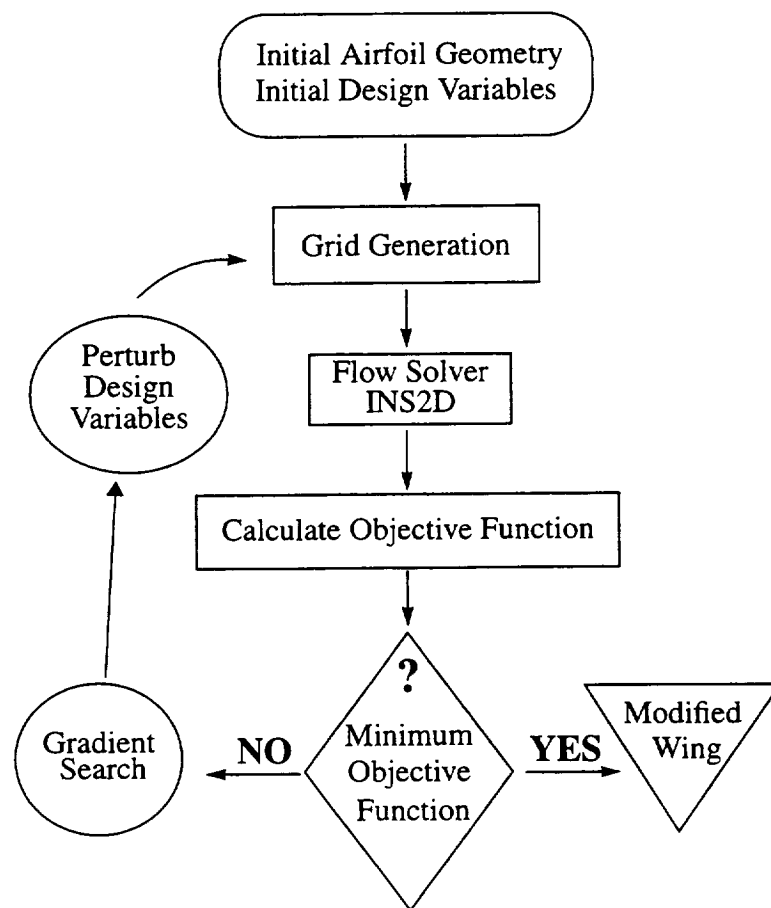 Initial Airfoil Geometry
Initial Design Variables
Grid Generation
Perturb
Design
Variables
Flow Solver
INS2D
Calculate Objective Function
?
Minimum
Objective
Function
NO
YES
Gradient
Search
Modified
Wing